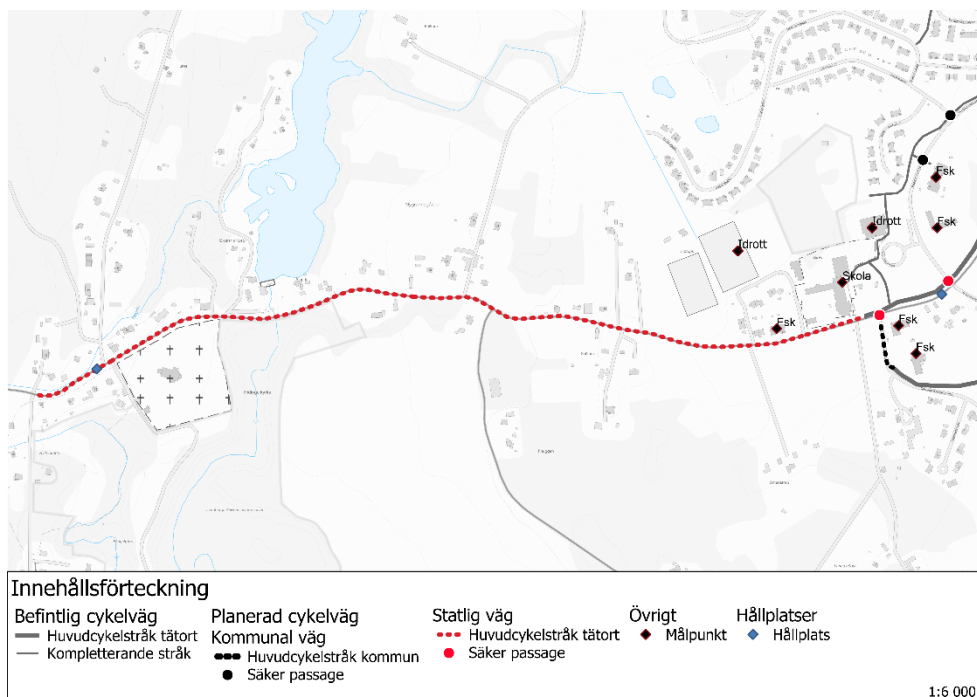 Fsk
Idrott
Fsk
Idrott
Skola
Fsk
Fsk
Fsk
Innehållsförteckning
Befintlig cykelväg
Huvudcykelstråk tätort
Kompletterande stråk
Planerad cykelväg
Kommunal väg
Huvudcykelstråk kommun
Säker passage
Statlig väg
Huvudcykelstråk tätort
Säker passage
Övrigt
Målpunkt
Hållplatser
Hållplats
1:6 000